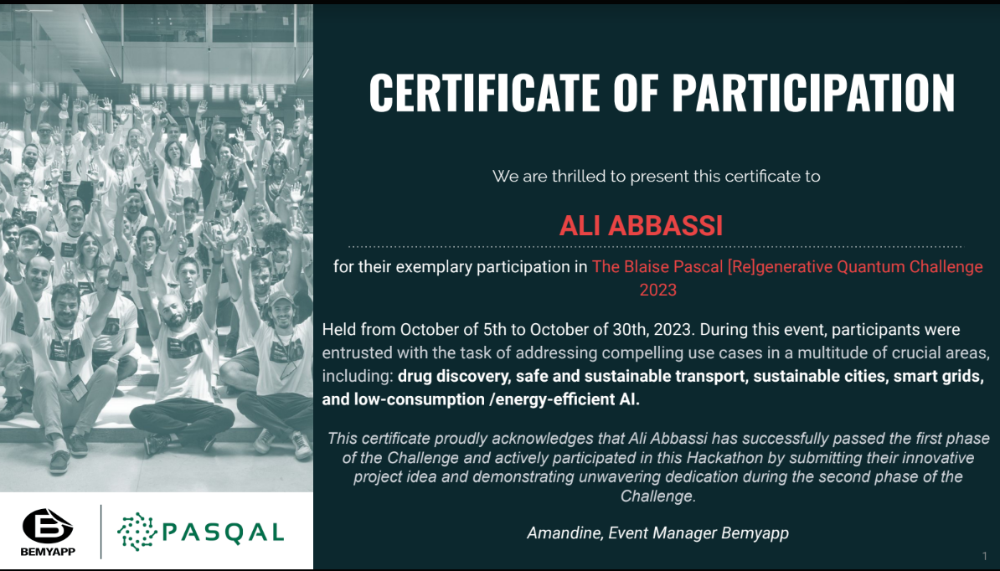 CERTIFICATE OF PARTICIPATION
We are thrilled to present this certificate to
ALI ABBASSI
for their exemplary participation in The Blaise Pascal [Re]generative Quantum Challenge
2023
Held from October of 5th to October of 30th, 2023. During this event, participants were
entrusted with the task of addressing compelling use cases in a multitude of crucial areas,
including: drug discovery, safe and sustainable transport, sustainable cities, smart grids,
and low-consumption /energy-efficient AI.
This certificate proudly acknowledges that Ali Abbassi has successfully passed the first phase
of the Challenge and actively participated in this Hackathon by submitting their innovative
project idea and demonstrating unwavering dedication during the second phase of the
Challenge.
Amandine, Event Manager Bemyapp
1
BEMYAPP
PASQAL